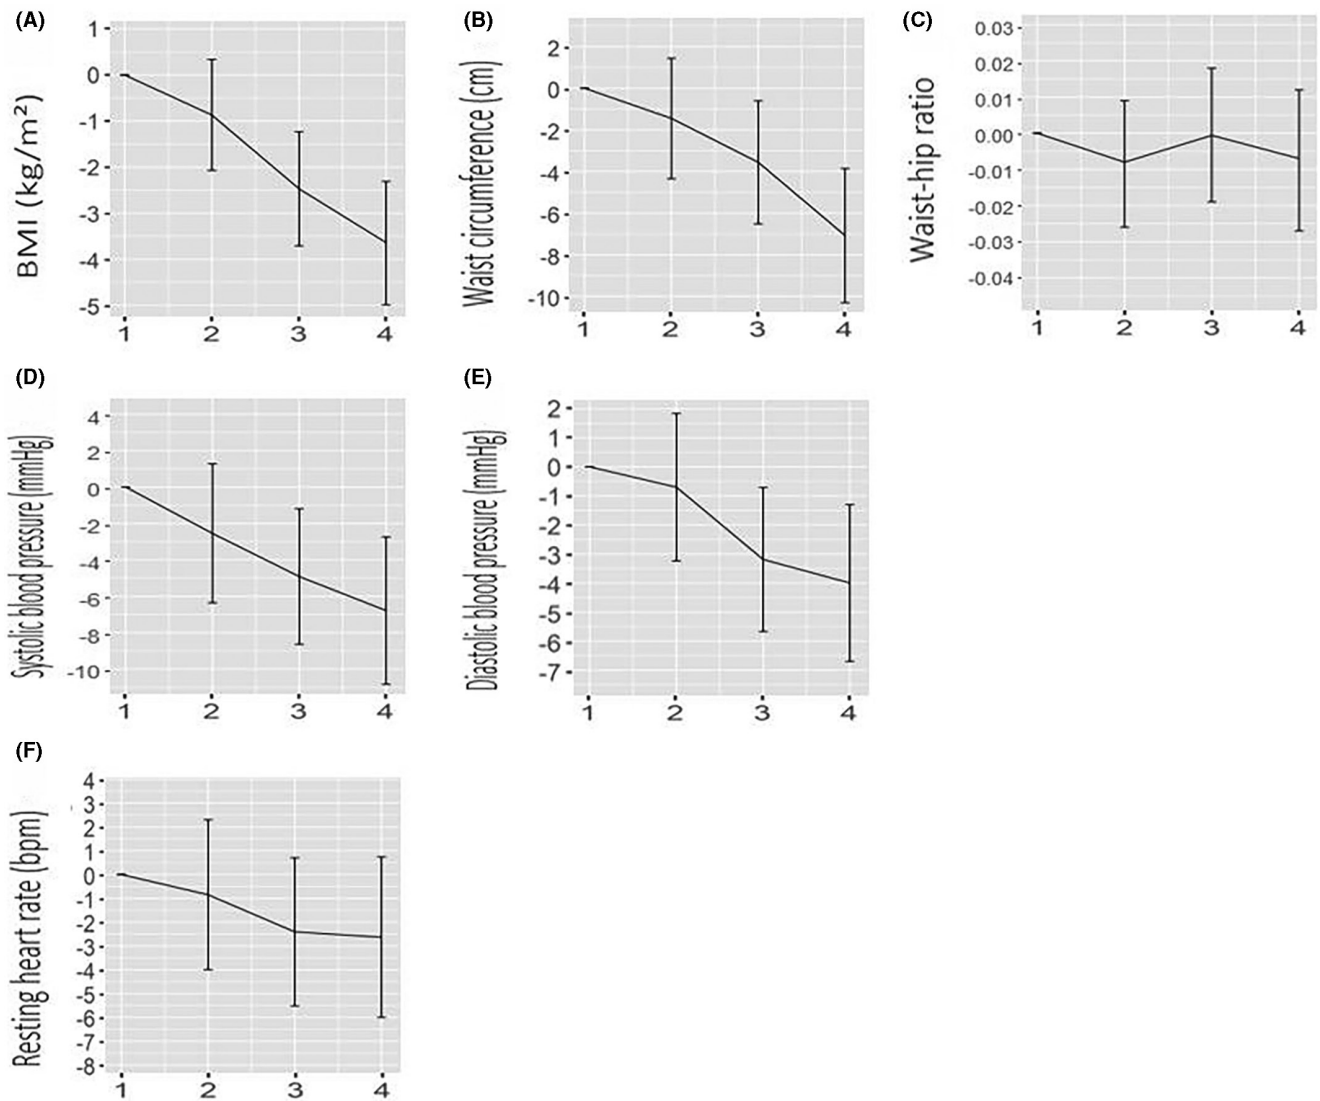 (A)
BMI (kg/m²)
1
0
-1
-2
-3
-4
-5
1 2 3 4
(B)
Waist circumference (cm)
2
0
-2
-4
-6
-8
-10
1 2 3 4
(C)
Waist-hip ratio
0.03
0.02
0.01
0.00
-0.01
-0.02
-0.03
-0.04
1 2 3 4
(D)
Systolic blood pressure (mmHg)
4
2
0
-2
-4
-6
-8
-10
1 2 3 4
(E)
Diastolic blood pressure (mmHg)
2
1
0
-1
-2
-3
-4
-5
-6
-7
1 2 3 4
(F)
Resting heart rate (bpm)
4
3
2
1
0
-1
-2
-3
-4
-5
-6
-7
-8
1 2 3 4